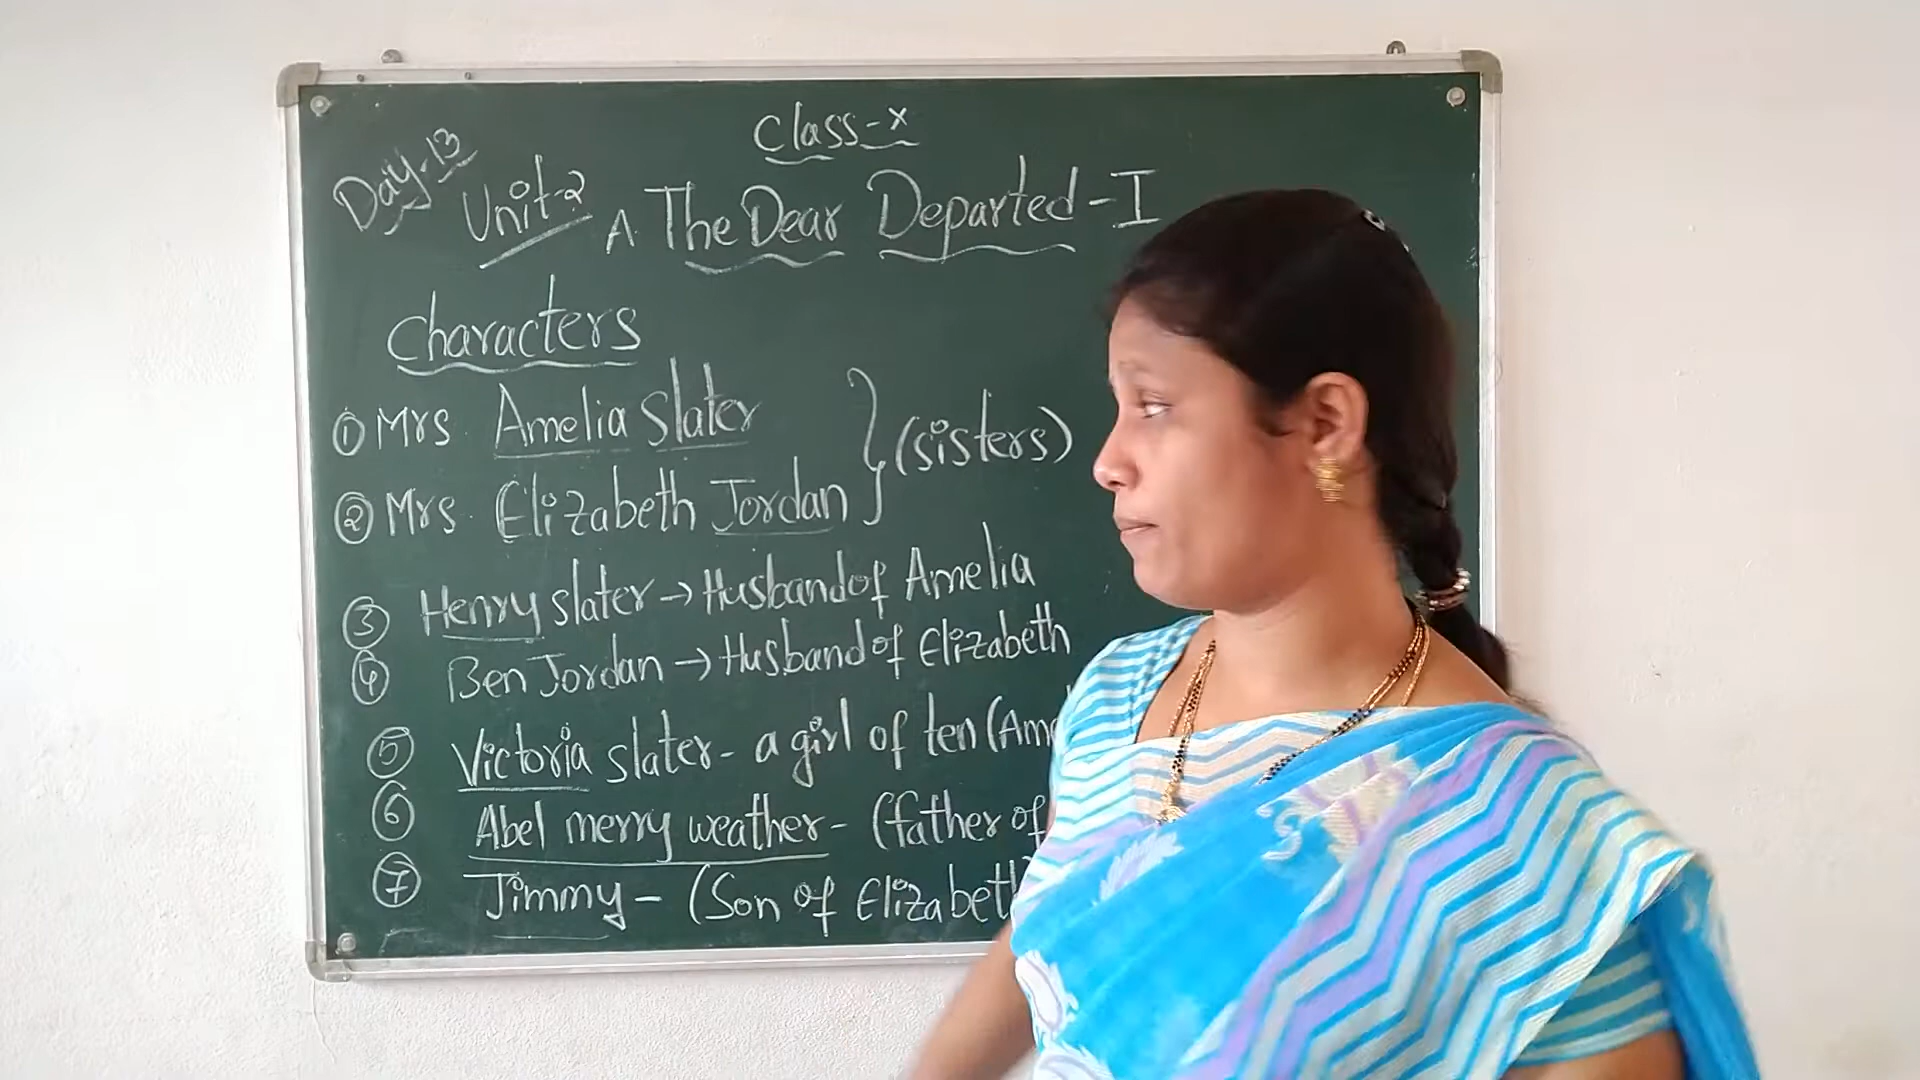 Class-X
Day-13
Unit-2 A The Dear Departed-I
Characters
① Mrs. Amelia Slater
② Mrs. Elizabeth Jordan } (sisters)
③ Henry Slater → Husband of Amelia
④ Ben Jordan → Husband of Elizabeth
⑤ Victoria slater - a girl of ten (Ame
⑥ Abel merry weather - (father of
⑦ Jimmy - (Son of Elizabeth)